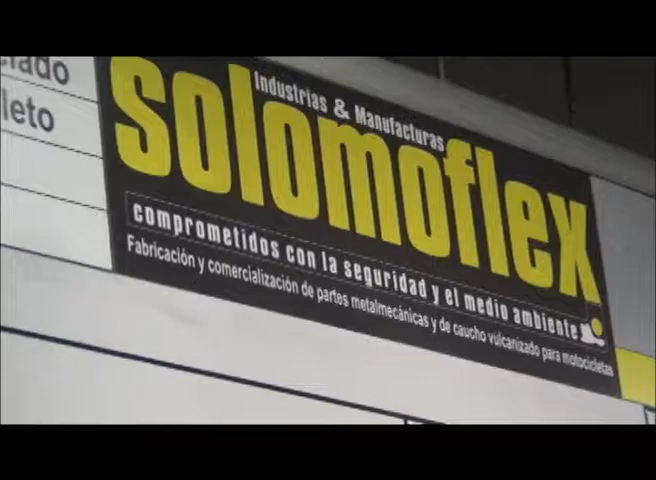 Industrias & Manufacturas
solomoflex
comprometidos con la seguridad y el medio ambiente
Fabricación y comercialización de partes metalmecánicas y de caucho vulcanizado para motocicletas